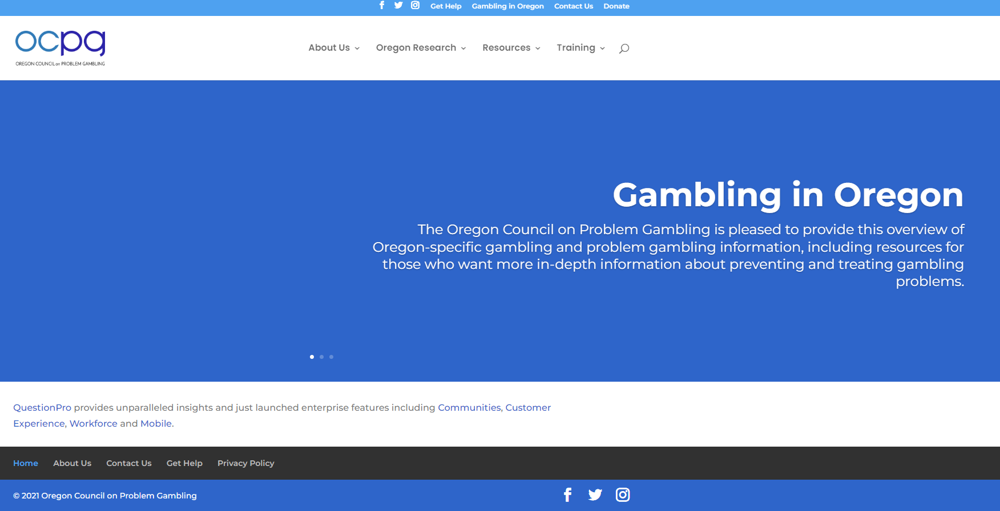 Get Help Gambling in Oregon Contact Us Donate
ocpg
OREGON COUNCIL on PROBLEM GAMBLING
About Us Oregon Research Resources Training
Gambling in Oregon
The Oregon Council on Problem Gambling is pleased to provide this overview of
Oregon-specific gambling and problem gambling information, including resources for
those who want more in-depth information about preventing and treating gambling
problems.
QuestionPro provides unparalleled insights and just launched enterprise features including Communities, Customer
Experience, Workforce and Mobile.
Home About Us Contact Us Get Help Privacy Policy
© 2021 Oregon Council on Problem Gambling